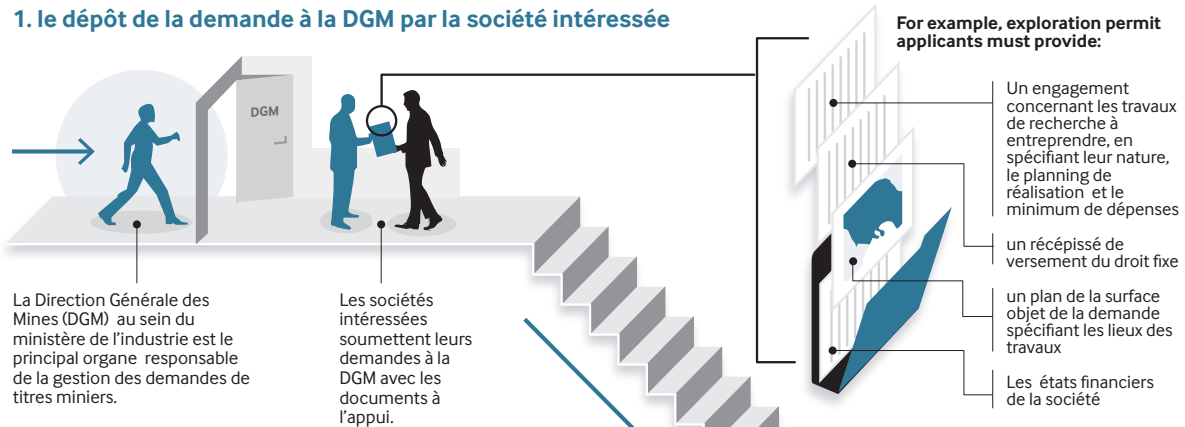 1. le dépôt de la demande à la DGM par la société intéressée
DGM
La Direction Générale des
Mines (DGM) au sein du
ministère de l'industrie est le
principal organe responsable
de la gestion des demandes de
titres miniers.
Les sociétés
intéressées
soumettent leurs
demandes à la
DGM avec les
documents à
l'appui.
For example, exploration permit
applicants must provide:
Un engagement
concernant les travaux
de recherche à
entreprendre, en
spécifiant leur nature,
le planning de
réalisation et le
minimum de dépenses
un récépissé de
versement du droit fixe
un plan de la surface
objet de la demande
spécifiant les lieux des
travaux
Les états financiers
de la société